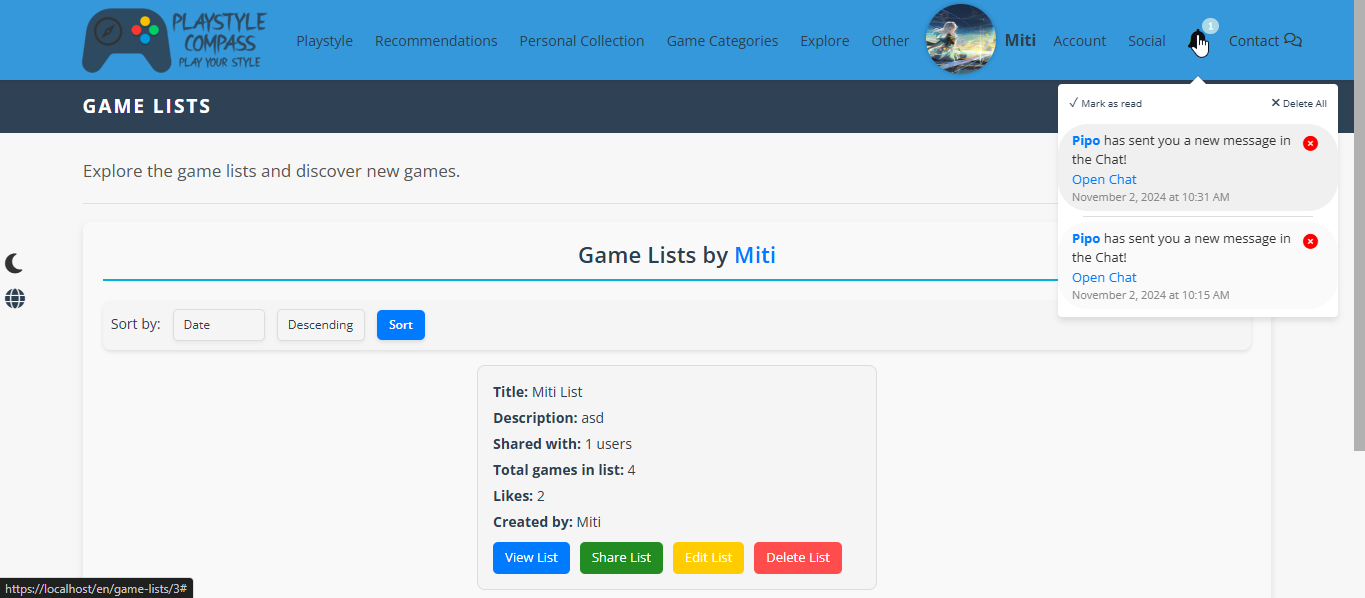 PLAYSTYLE
COMPASS
PLAY YOUR STYLE
Playstyle
Recommendations
Personal Collection
Game Categories
Explore
Other
Miti
Account
Social
1
Contact
GAME LISTS
✓ Mark as read
✕ Delete All
Pipo has sent you a new message in
the Chat!
Open Chat
November 2, 2024 at 10:31 AM
Pipo has sent you a new message in
the Chat!
Open Chat
November 2, 2024 at 10:15 AM
Explore the game lists and discover new games.
Game Lists by Miti
Sort by:
Date
Descending
Sort
Title: Miti List
Description: asd
Shared with: 1 users
Total games in list: 4
Likes: 2
Created by: Miti
View List
Share List
Edit List
Delete List
https://localhost/en/game-lists/3#